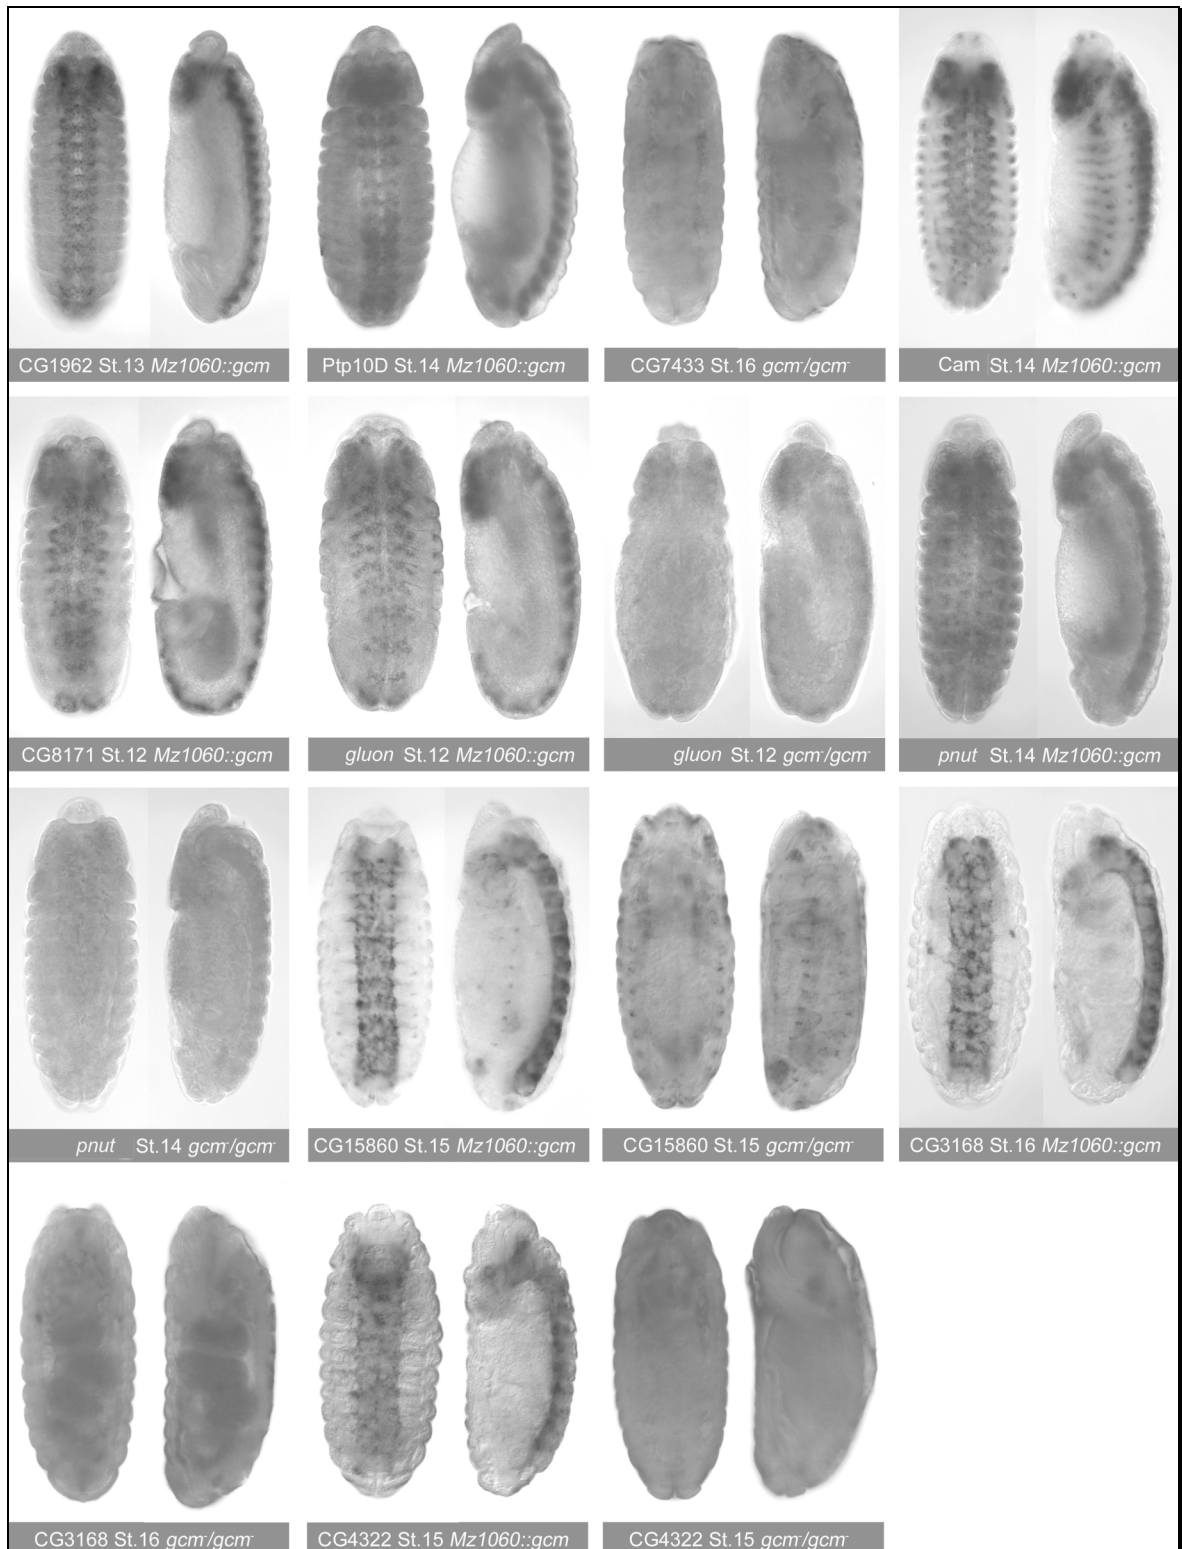 CG1962 St.13 Mz1060::gcm
Ptp10D St.14 Mz1060::gcm
CG7433 St.16 gcm-/gcm-
Cam St.14 Mz1060::gcm
CG8171 St.12 Mz1060::gcm
gluon St.12 Mz1060::gcm
gluon St.12 gcm-/gcm-
pnut St.14 Mz1060::gcm
pnut St.14 gcm-/gcm-
CG15860 St.15 Mz1060::gcm
CG15860 St.15 gcm-/gcm-
CG3168 St.16 Mz1060::gcm
CG3168 St.16 gcm-/gcm-
CG4322 St.15 Mz1060::gcm
CG4322 St.15 gcm-/gcm-